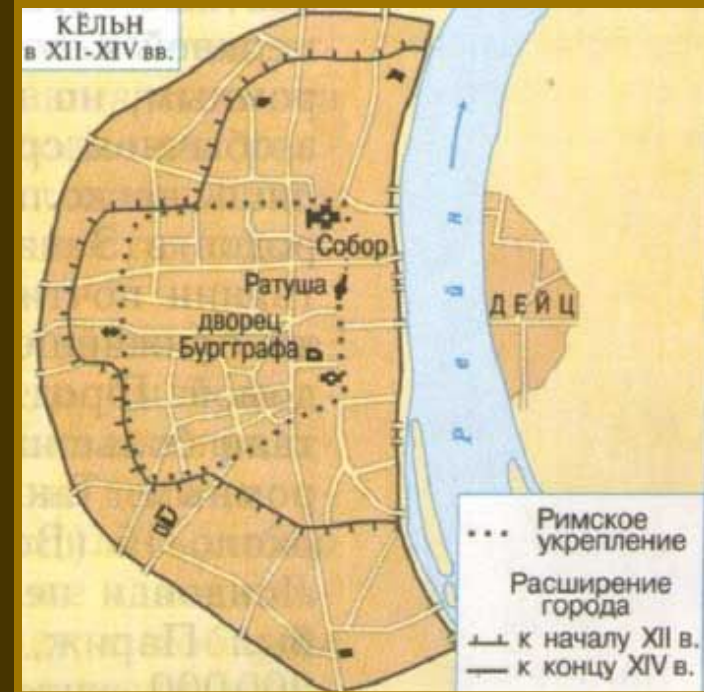 КЁЛЬН
в XII-XIV вв.
Собор
Ратуша
дворец
Бургграфа
ДЕЙЦ
Рейн
Римское
укрепление
Расширение
города
к началу XII в.
к концу XIV в.